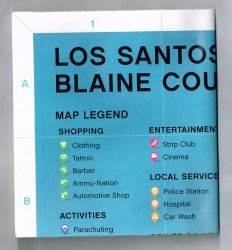 1
LOS SANTOS
BLAINE COU
A
MAP LEGEND
SHOPPING
Clothing
Tattoo
Barber
Ammu-Nation
Automotive Shop
ENTERTAINMEN
Strip Club
Cinema
LOCAL SERVICE
Police Station
Hospital
Car Wash
B
ACTIVITIES
Parachuting